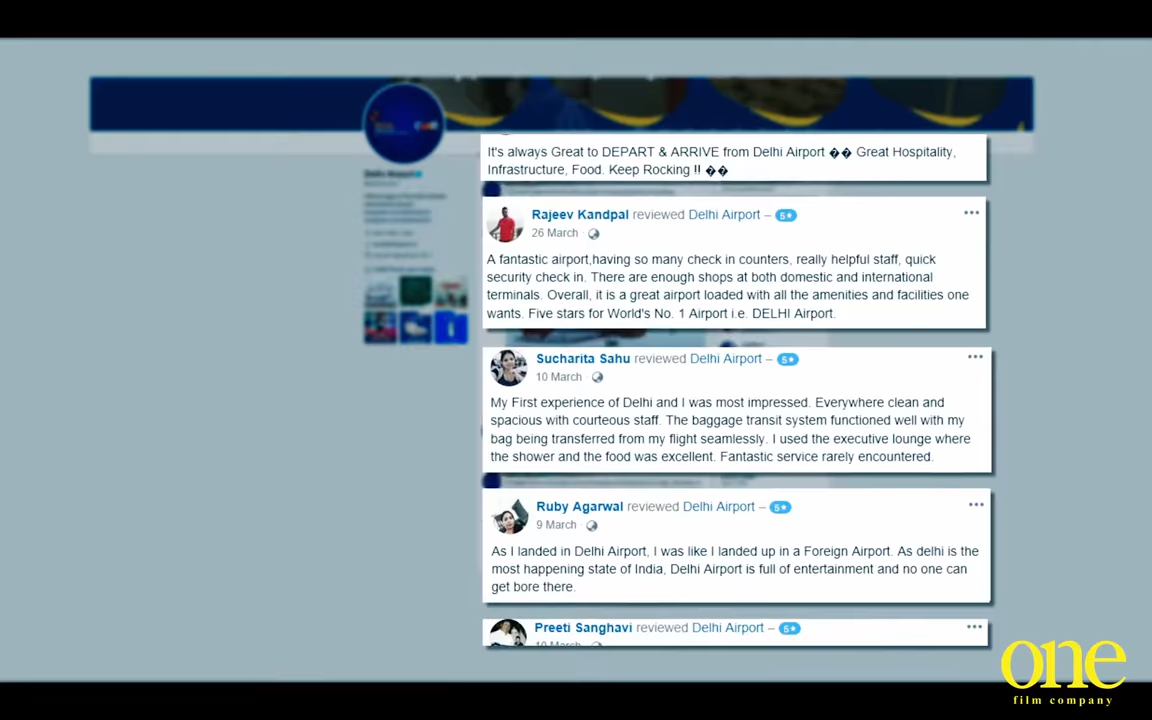 It's always Great to DEPART & ARRIVE from Delhi Airport �� Great Hospitality,
Infrastructure, Food. Keep Rocking !! ��
Rajeev Kandpal reviewed Delhi Airport – 5★
26 March ·
A fantastic airport,having so many check in counters, really helpful staff, quick
security check in. There are enough shops at both domestic and international
terminals. Overall, it is a great airport loaded with all the amenities and facilities one
wants. Five stars for World's No. 1 Airport i.e. DELHI Airport.
Sucharita Sahu reviewed Delhi Airport – 5★
10 March ·
My First experience of Delhi and I was most impressed. Everywhere clean and
spacious with courteous staff. The baggage transit system functioned well with my
bag being transferred from my flight seamlessly. I used the executive lounge where
the shower and the food was excellent. Fantastic service rarely encountered.
Ruby Agarwal reviewed Delhi Airport – 5★
9 March ·
As I landed in Delhi Airport, I was like I landed up in a Foreign Airport. As delhi is the
most happening state of India, Delhi Airport is full of entertainment and no one can
get bore there.
Preeti Sanghavi reviewed Delhi Airport – 5★
10 March
one
film company